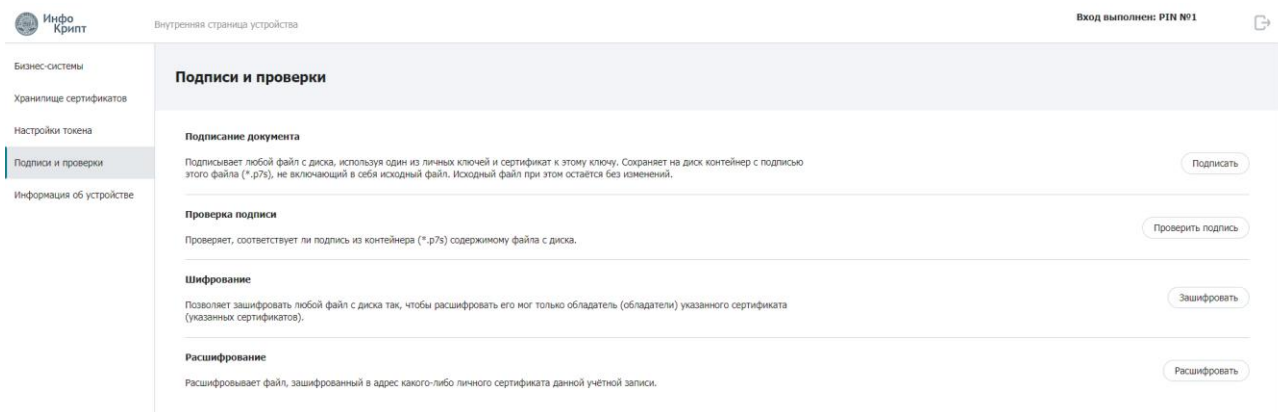 Инфо
Крипт
Внутренняя страница устройства
Вход выполнен: PIN №1
Бизнес-системы
Хранилище сертификатов
Настройки токена
Подписи и проверки
Информация об устройстве
Подписи и проверки
Подписание документа
Подписывает любой файл с диска, используя один из личных ключей и сертификат к этому ключу. Сохраняет на диск контейнер с подписью
этого файла (*.p7s), не включающий в себя исходный файл. Исходный файл при этом остаётся без изменений.
Подписать
Проверка подписи
Проверяет, соответствует ли подпись из контейнера (*.p7s) содержимому файла с диска.
Проверить подпись
Шифрование
Позволяет зашифровать любой файл с диска так, чтобы расшифровать его мог только обладатель (обладатели) указанного сертификата
(указанных сертификатов).
Зашифровать
Расшифрование
Расшифровывает файл, зашифрованный в адрес какого-либо личного сертификата данной учётной записи.
Расшифровать